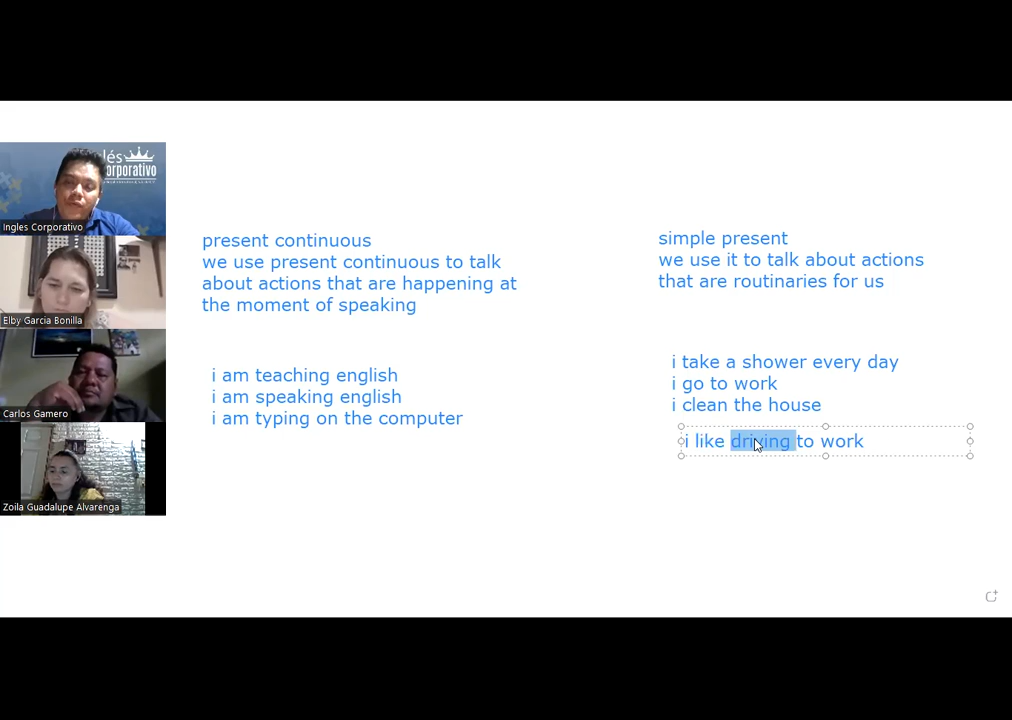 lés
orporativo
Ingles Corporativo
Elby Garcia Bonilla
Carlos Gamero
Zoila Guadalupe Alvarenga
present continuous
we use present continuous to talk
about actions that are happening at
the moment of speaking
i am teaching english
i am speaking english
i am typing on the computer
simple present
we use it to talk about actions
that are routinaries for us
i take a shower every day
i go to work
i clean the house
i like driving to work